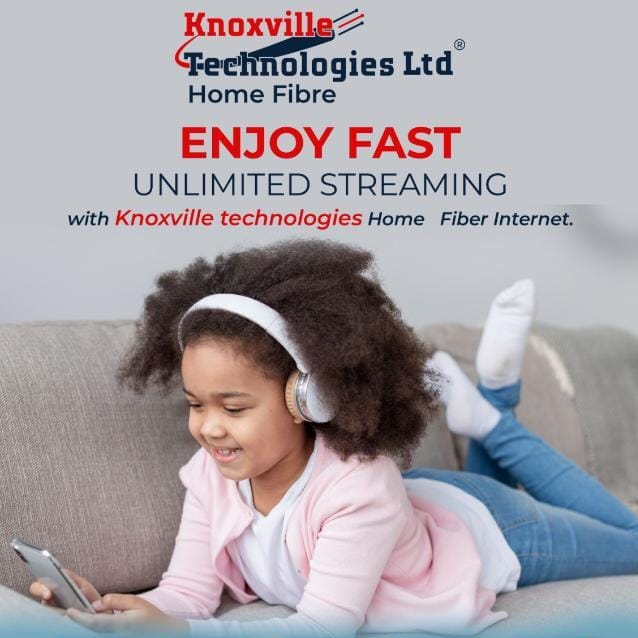 Knoxville
Technologies Ltd®
Home Fibre
ENJOY FAST
UNLIMITED STREAMING
with Knoxville technologies Home Fiber Internet.